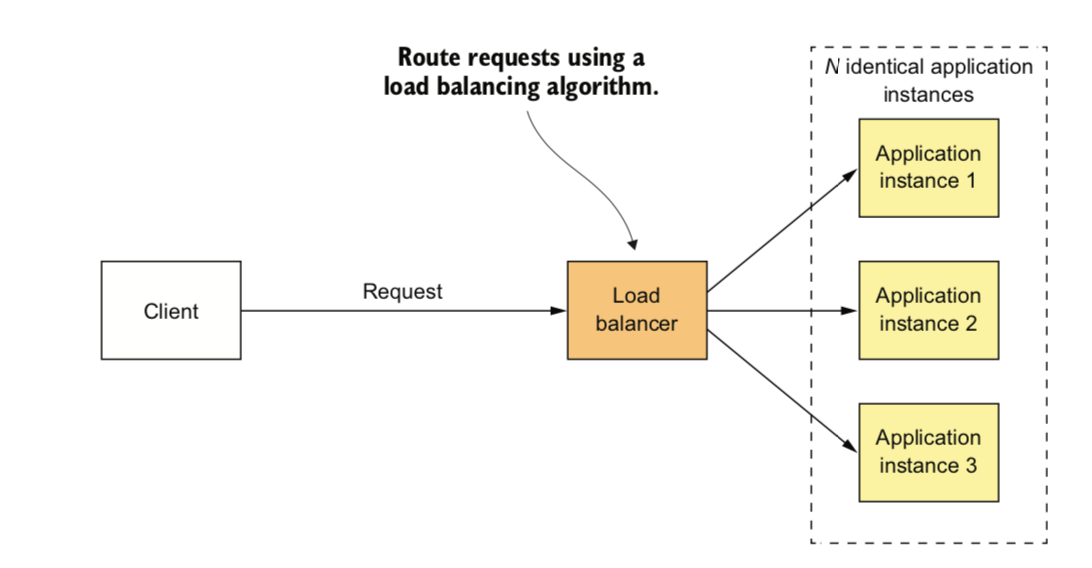 Route requests using a
load balancing algorithm.
N identical application
instances
Application
instance 1
Client
Request
Load
balancer
Application
instance 2
Application
instance 3